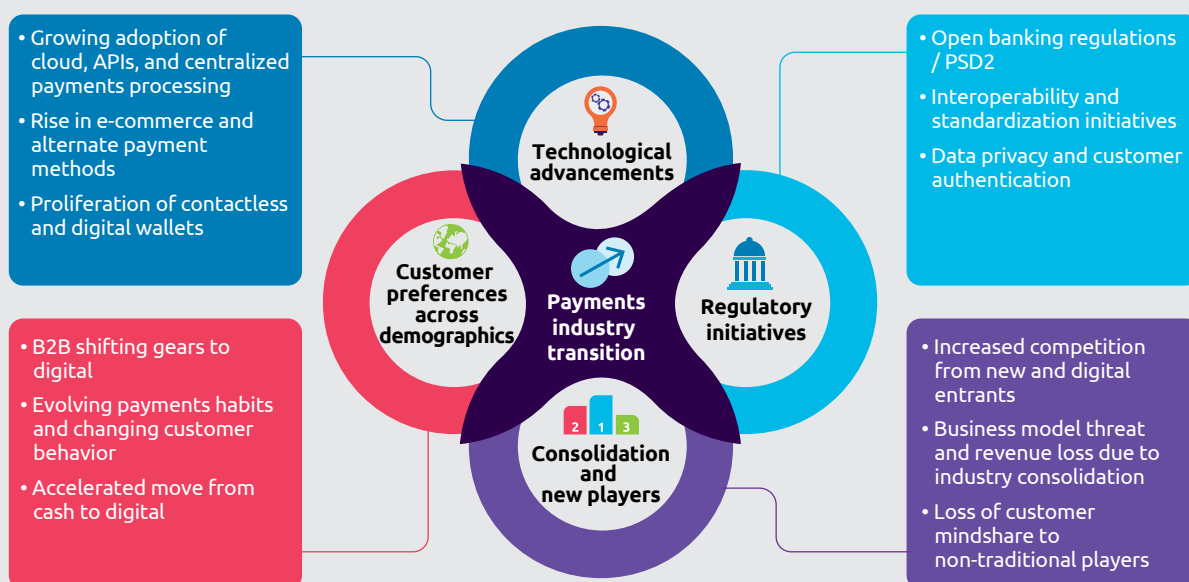 • Growing adoption of
cloud, APIs, and centralized
payments processing
• Rise in e-commerce and
alternate payment
methods
• Proliferation of contactless
and digital wallets
• Open banking regulations
/ PSD2
• Interoperability and
standardization initiatives
• Data privacy and customer
authentication
Technological
advancements
Customer
preferences
across
demographics
Payments
industry
transition
Regulatory
initiatives
2 1 3
Consolidation
and
new players
• B2B shifting gears to
digital
• Evolving payments habits
and changing customer
behavior
• Accelerated move from
cash to digital
• Increased competition
from new and digital
entrants
• Business model threat
and revenue loss due to
industry consolidation
• Loss of customer
mindshare to
non-traditional players